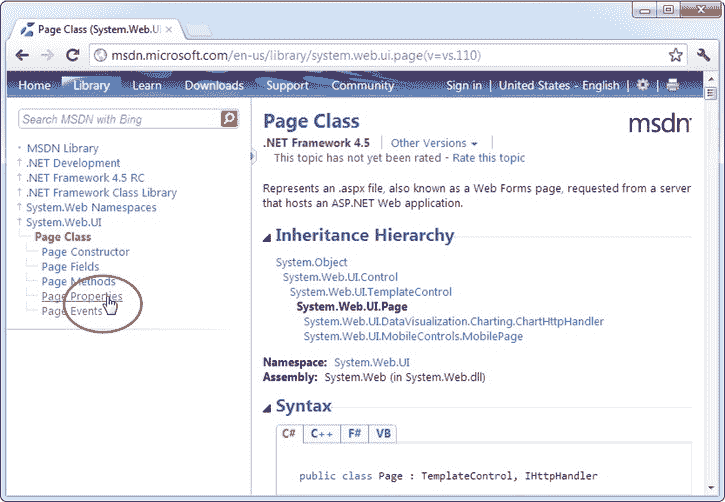 Page Class (System.Web.UI
msdn.microsoft.com/en-us/library/system.web.ui.page(v=vs.110)
Home Library Learn Downloads Support Community Sign in | United States - English |
Search MSDN with Bing
MSDN Library
.NET Development
.NET Framework 4.5 RC
.NET Framework Class Library
System.Web Namespaces
System.Web.UI
Page Class
Page Constructor
Page Fields
Page Methods
Page Properties
Page Events
Page Class
msdn
.NET Framework 4.5 | Other Versions |
This topic has not yet been rated - Rate this topic
Represents an .aspx file, also known as a Web Forms page, requested from a server
that hosts an ASP.NET Web application.
Inheritance Hierarchy
System.Object
System.Web.UI.Control
System.Web.UI.TemplateControl
System.Web.UI.Page
System.Web.UI.DataVisualization.Charting.ChartHttpHandler
System.Web.UI.MobileControls.MobilePage
Namespace: System.Web.UI
Assembly: System.Web (in System.Web.dll)
Syntax
C# C++ F# VB
public class Page : TemplateControl, IHttpHandler